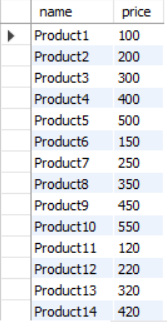 name price
Product1 100
Product2 200
Product3 300
Product4 400
Product5 500
Product6 150
Product7 250
Product8 350
Product9 450
Product10 550
Product11 120
Product12 220
Product13 320
Product14 420